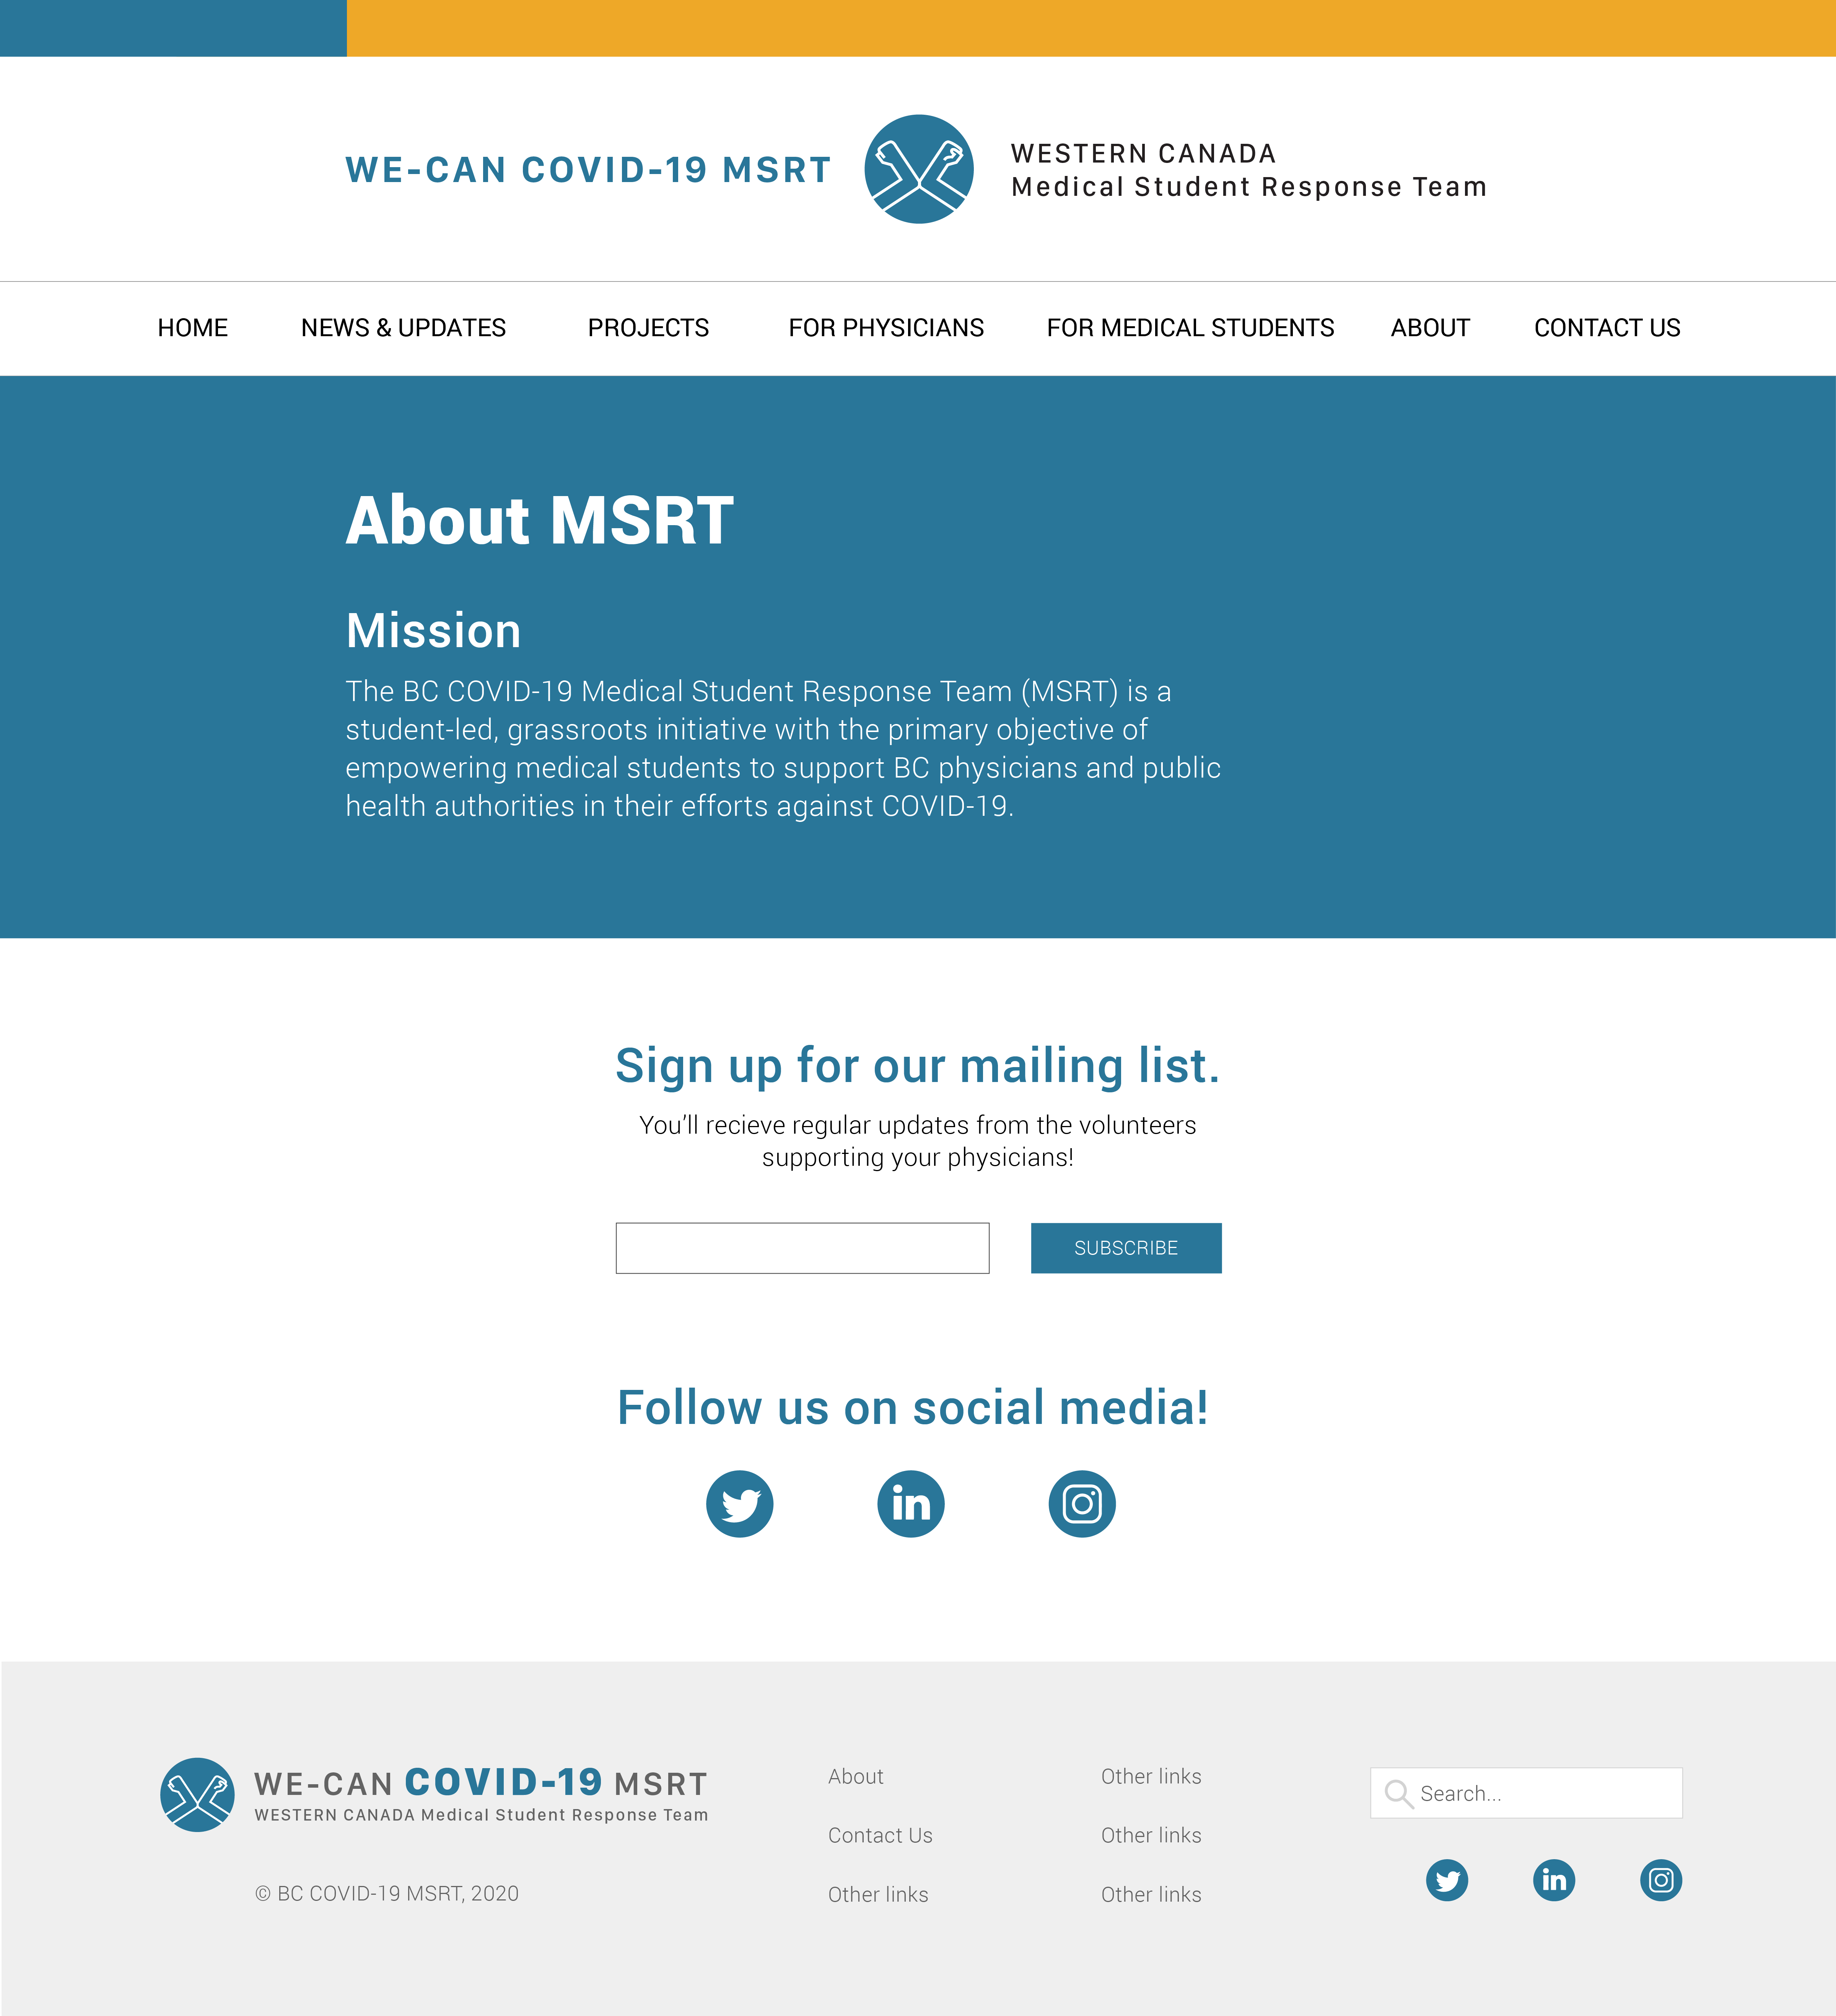 WE-CAN COVID-19 MSRT
WESTERN CANADA
Medical Student Response Team
HOME NEWS & UPDATES PROJECTS FOR PHYSICIANS FOR MEDICAL STUDENTS ABOUT CONTACT US
About MSRT
Mission
The BC COVID-19 Medical Student Response Team (MSRT) is a
student-led, grassroots initiative with the primary objective of
empowering medical students to support BC physicians and public
health authorities in their efforts against COVID-19.
Sign up for our mailing list.
You’ll recieve regular updates from the volunteers
supporting your physicians!
SUBSCRIBE
Follow us on social media!
in
WE-CAN COVID-19 MSRT
WESTERN CANADA Medical Student Response Team
© BC COVID-19 MSRT, 2020
About
Contact Us
Other links
Other links
Other links
Other links
Search...
in